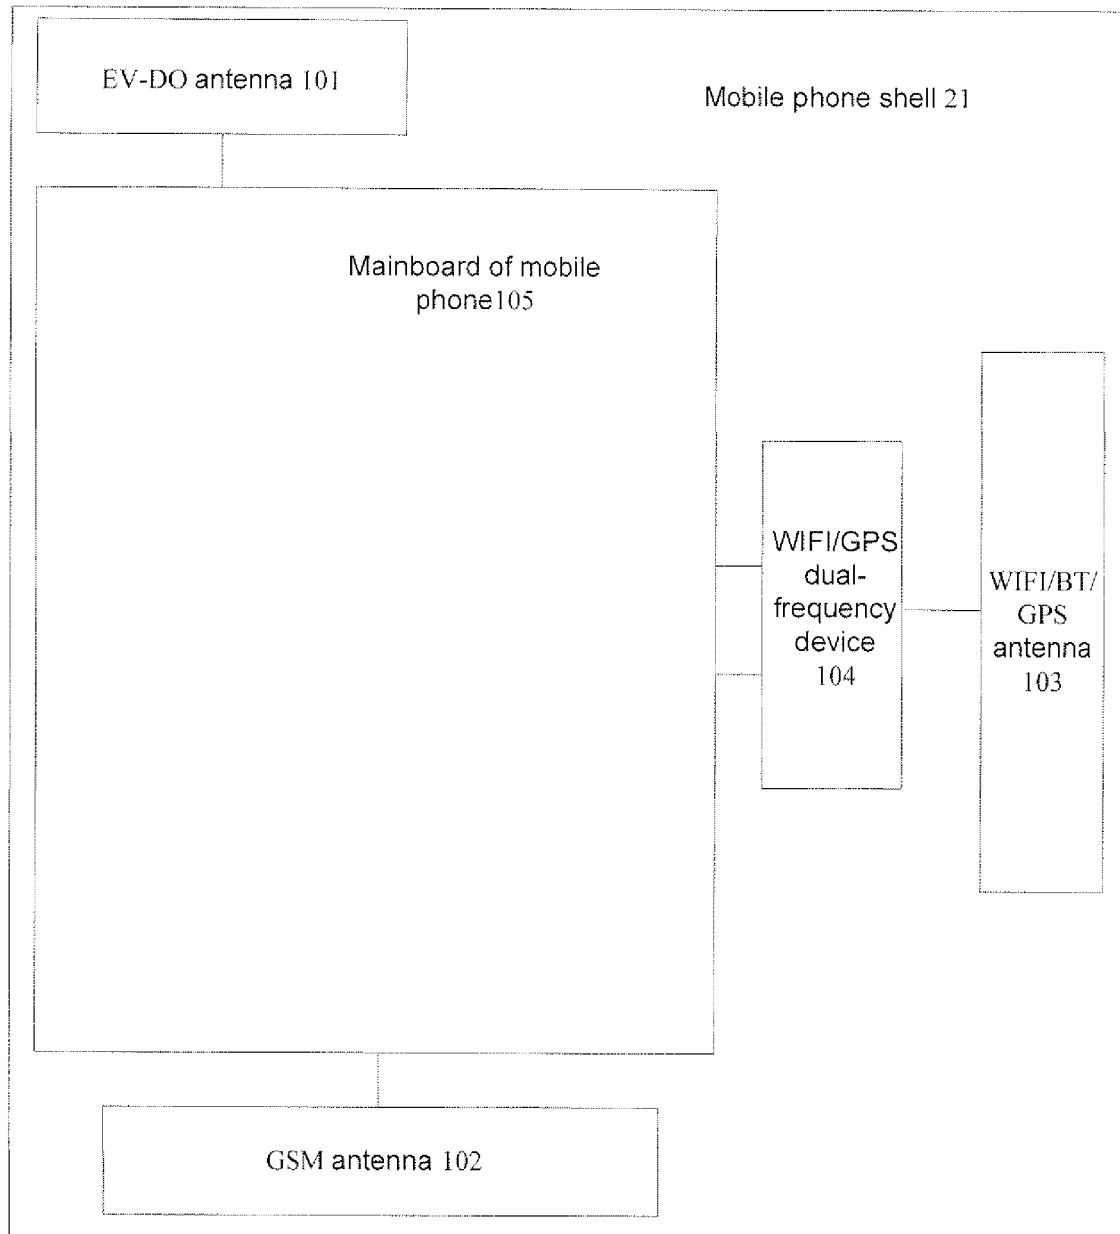 EV-DO antenna 101
Mobile phone shell 21
Mainboard of mobile
phone105
WIFI/GPS
dual-
frequency
device
104
WIFI/BT/
GPS
antenna
103
GSM antenna 102